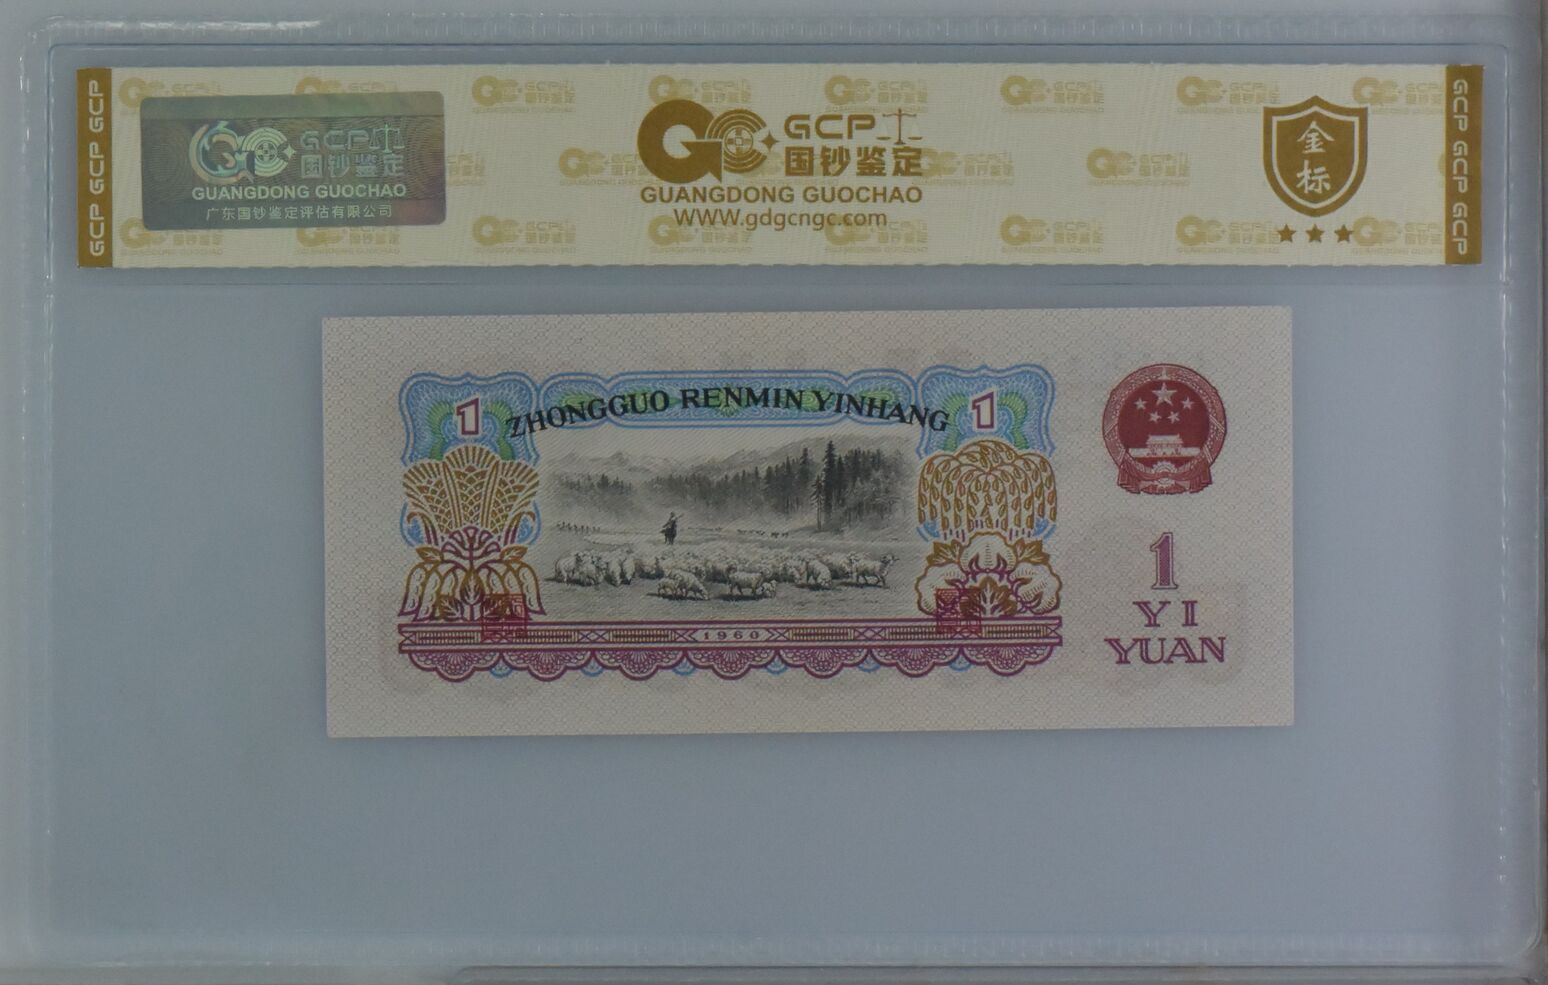 GCP GCP GCP
GCP
国钞鉴定
GUANGDONG GUOCHAO
广东国钞鉴定评估有限公司
GCP
国钞鉴定
GUANGDONG GUOCHAO
WWW.gdgcngc.com
金
标
GCP GCP GCP
1 ZHONGGUO RENMIN YINHANG 1
1960
1
YI
YUAN